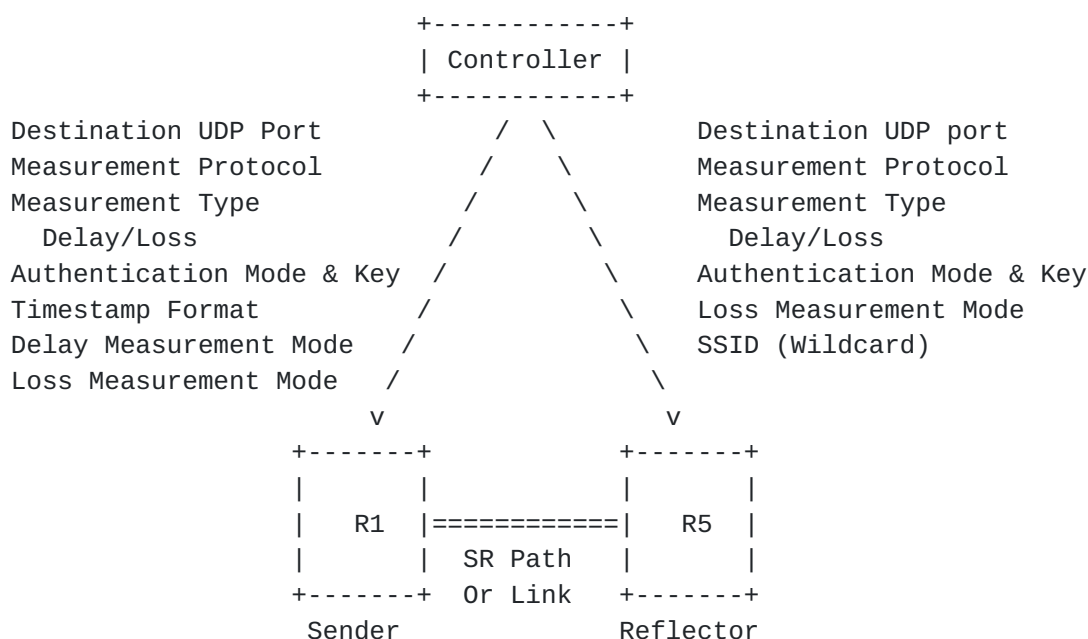 +------------+
| Controller |
+------------+
Destination UDP Port          /  \         Destination UDP port
Measurement Protocol         /    \        Measurement Protocol
Measurement Type            /      \       Measurement Type
  Delay/Loss               /        \        Delay/Loss
Authentication Mode & Key  /          \     Authentication Mode & Key
Timestamp Format          /            \    Loss Measurement Mode
Delay Measurement Mode   /              \   SSID (Wildcard)
Loss Measurement Mode   /                \
v                  v
+-------+            +-------+
|       |            |       |
|   R1  |============|   R5  |
|       |  SR Path   |       |
+-------+  Or Link   +-------+
Sender              Reflector